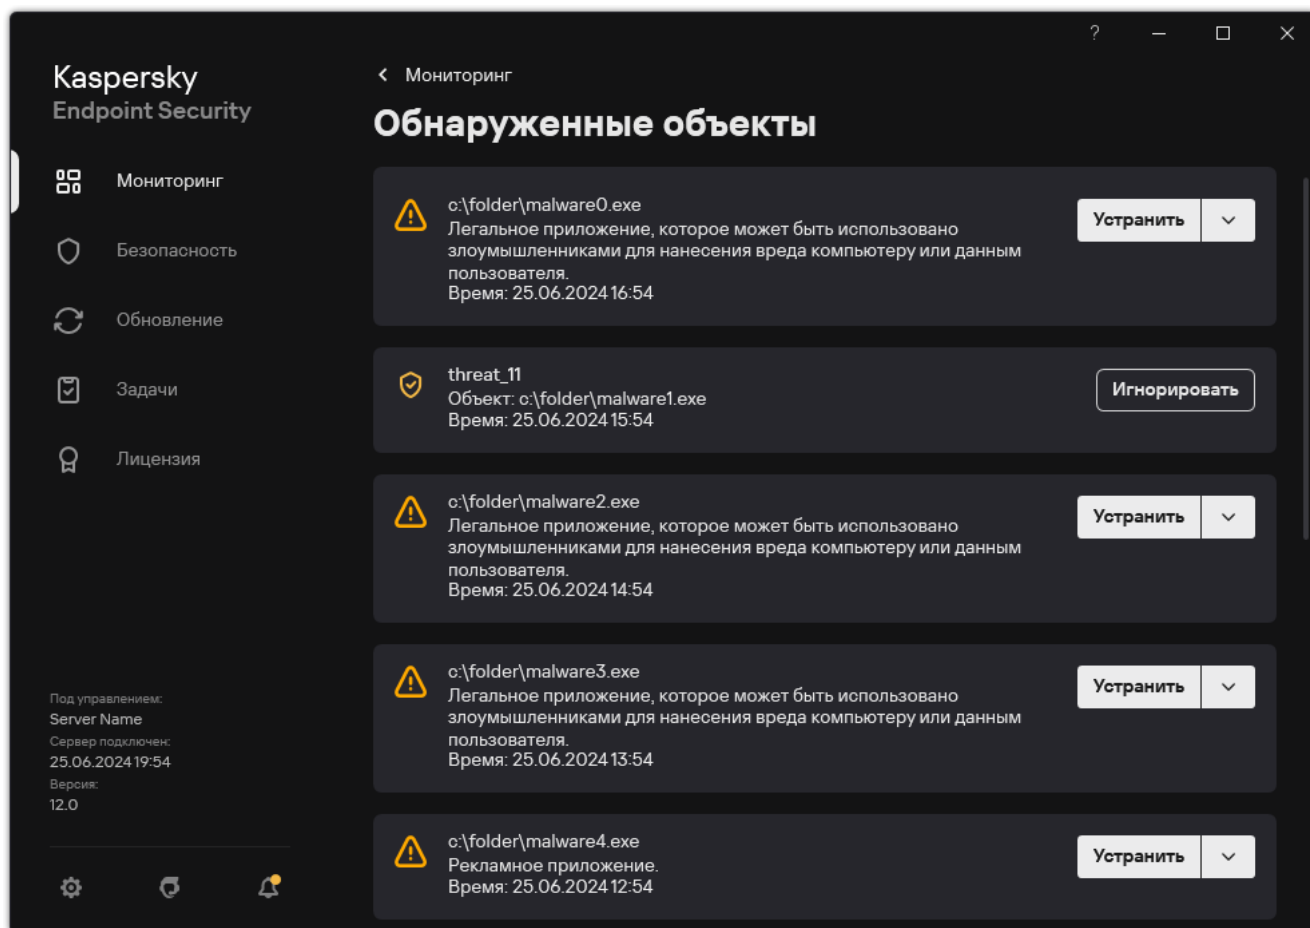 ?
Kaspersky
Endpoint Security
Мониторинг
Безопасность
Обновление
Задачи
Лицензия
Под управлением:
Server Name
Сервер подключен:
25.06.2024 19:54
Версия:
12.0
Мониторинг
Обнаруженные объекты
c:\folder\malware0.exe
Легальное приложение, которое может быть использовано
злоумышленниками для нанесения вреда компьютеру или данным
пользователя.
Время: 25.06.2024 16:54
Устранить
threat_11
Объект: c:\folder\malware1.exe
Время: 25.06.2024 15:54
Игнорировать
c:\folder\malware2.exe
Легальное приложение, которое может быть использовано
злоумышленниками для нанесения вреда компьютеру или данным
пользователя.
Время: 25.06.2024 14:54
Устранить
c:\folder\malware3.exe
Легальное приложение, которое может быть использовано
злоумышленниками для нанесения вреда компьютеру или данным
пользователя.
Время: 25.06.2024 13:54
Устранить
c:\folder\malware4.exe
Рекламное приложение.
Время: 25.06.2024 12:54
Устранить